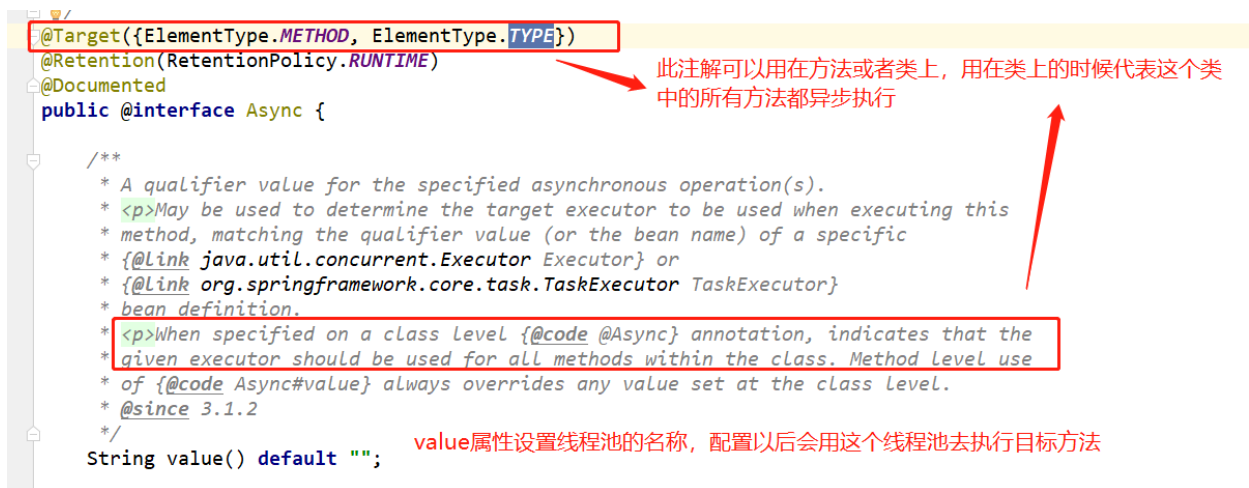 */
@Target({ElementType.METHOD, ElementType.TYPE})
@Retention(RetentionPolicy.RUNTIME)
@Documented
public @interface Async {
此注解可以用在方法或者类上，用在类上的时候代表这个类
中的所有方法都异步执行
/**
* A qualifier value for the specified asynchronous operation(s).
* <p>May be used to determine the target executor to be used when executing this
* method, matching the qualifier value (or the bean name) of a specific
* {@link java.util.concurrent.Executor Executor} or
* {@link org.springframework.core.task.TaskExecutor TaskExecutor}
* bean definition.
* <p>When specified on a class level {@code @Async} annotation, indicates that the
* given executor should be used for all methods within the class. Method level use
* of {@code Async#value} always overrides any value set at the class level.
* @since 3.1.2
*/
value属性设置线程池的名称，配置以后会用这个线程池去执行目标方法
String value() default "";